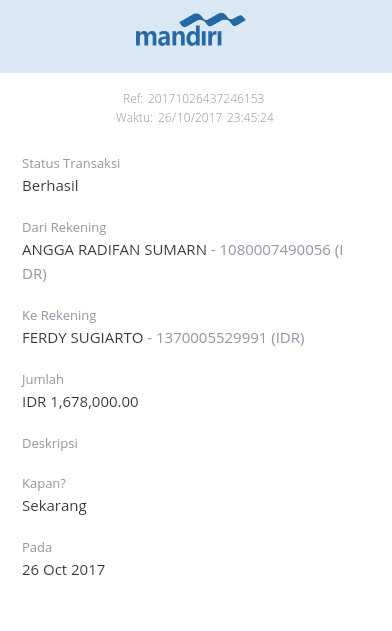 mandiri
Ref: 20171026437246153
Waktu: 26/10/2017 23:45:24
Status Transaksi
Berhasil
Dari Rekening
ANGGA RADIFAN SUMARN - 1080007490056 (I
DR)
Ke Rekening
FERDY SUGIARTO - 1370005529991 (IDR)
Jumlah
IDR 1,678,000.00
Deskripsi
Kapan?
Sekarang
Pada
26 Oct 2017